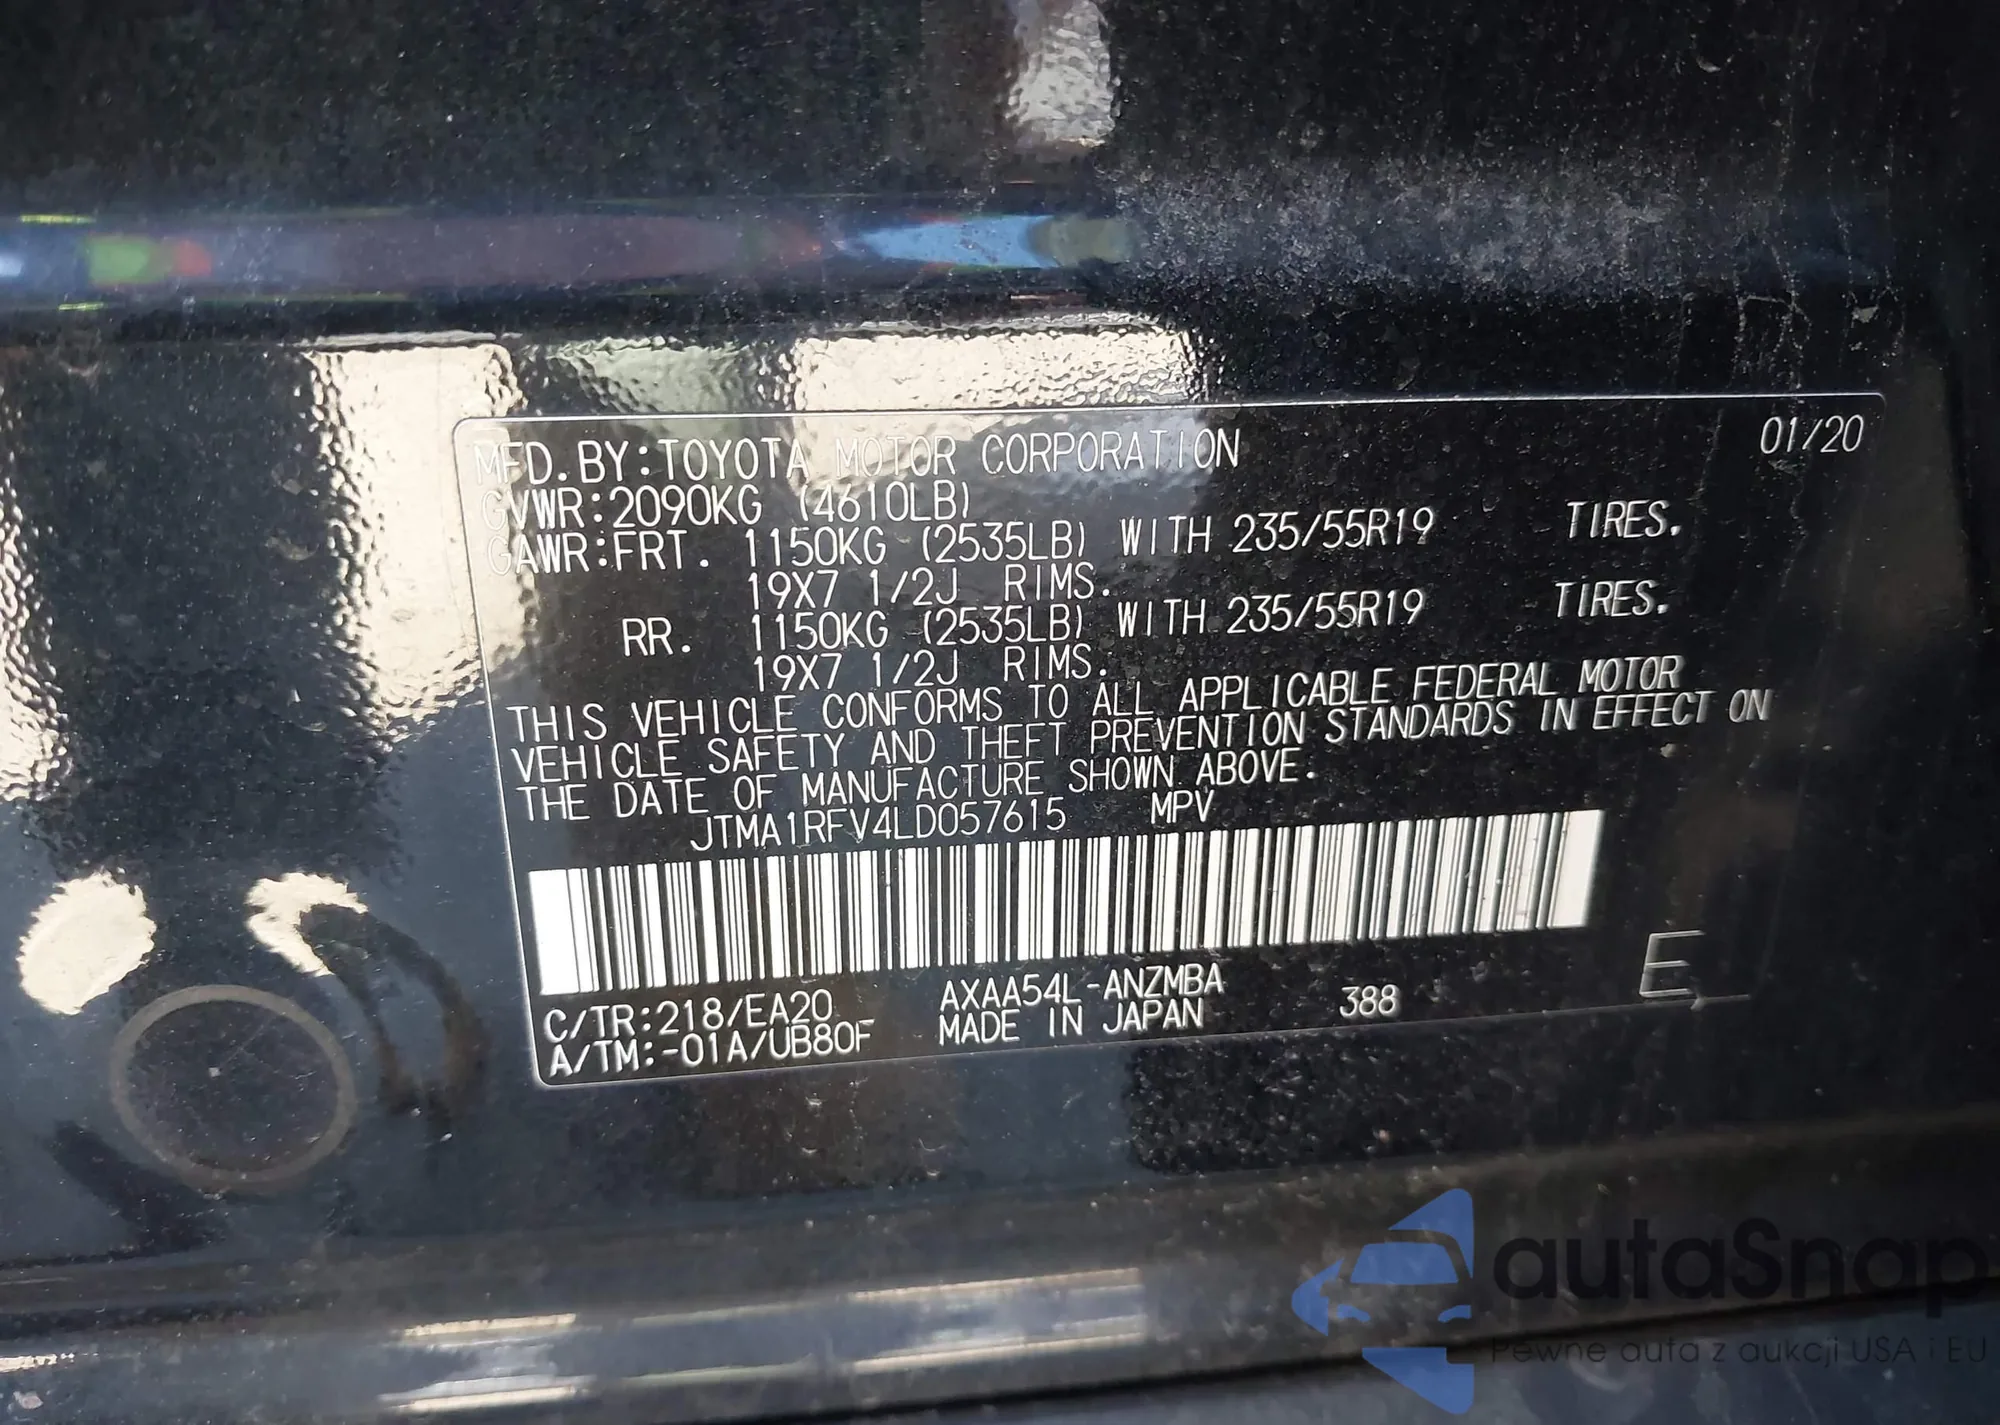 MFD.BY:TOYOTA MOTOR CORPORATION 01/20
GVWR:2090KG (4610LB)
GAWR:FRT. 1150KG (2535LB) WITH 235/55R19 TIRES.
19X7 1/2J RIMS.
RR. 1150KG (2535LB) WITH 235/55R19 TIRES.
19X7 1/2J RIMS.
THIS VEHICLE CONFORMS TO ALL APPLICABLE FEDERAL MOTOR
VEHICLE SAFETY AND THEFT PREVENTION STANDARDS IN EFFECT ON
THE DATE OF MANUFACTURE SHOWN ABOVE.
JTMA1RFV4LD057615 MPV
C/TR:218/EA20 AXAA54L-ANZMBA 388 E
A/TM:-01A/UB80F MADE IN JAPAN
autaSnap
Pewne auta z aukcji USA i EU